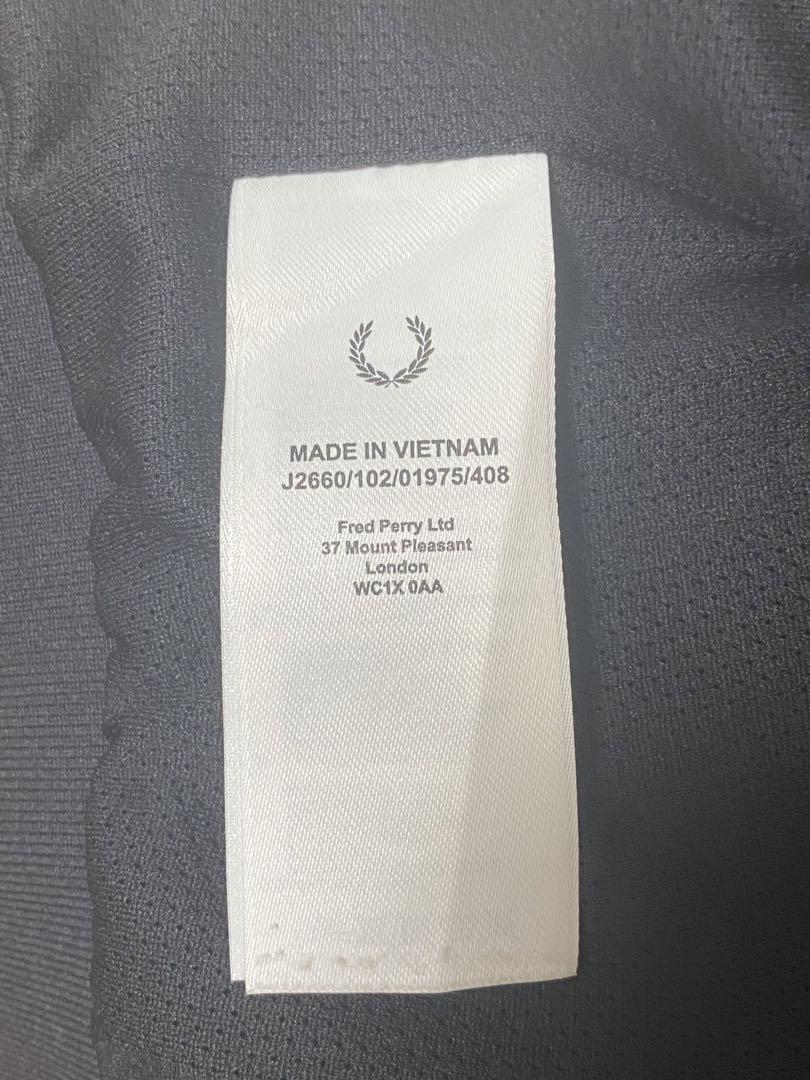 MADE IN VIETNAM
J2660/102/01975/408
Fred Perry Ltd
37 Mount Pleasant
London
WC1X 0AA